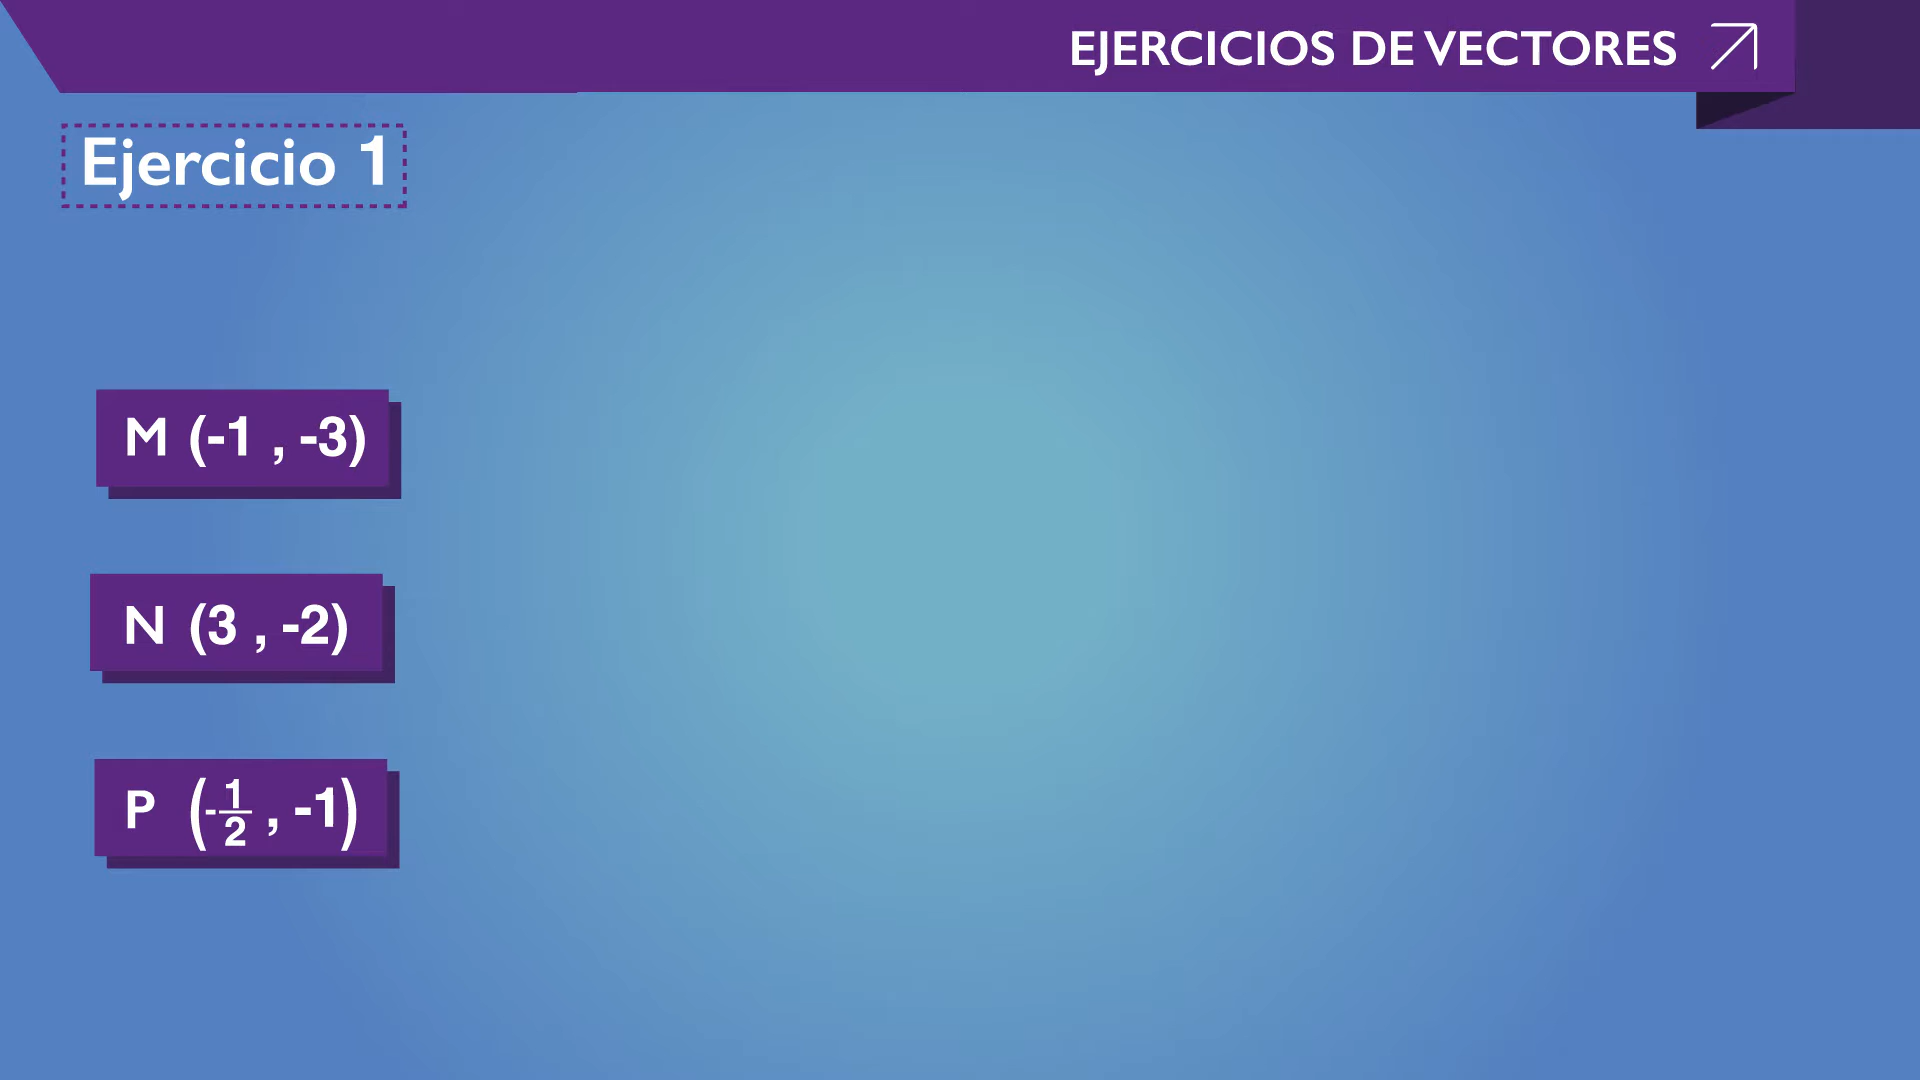 EJERCICIOS DE VECTORES
Ejercicio 1
M (-1 , -3)
N (3 , -2)
P (-1/2 , -1)